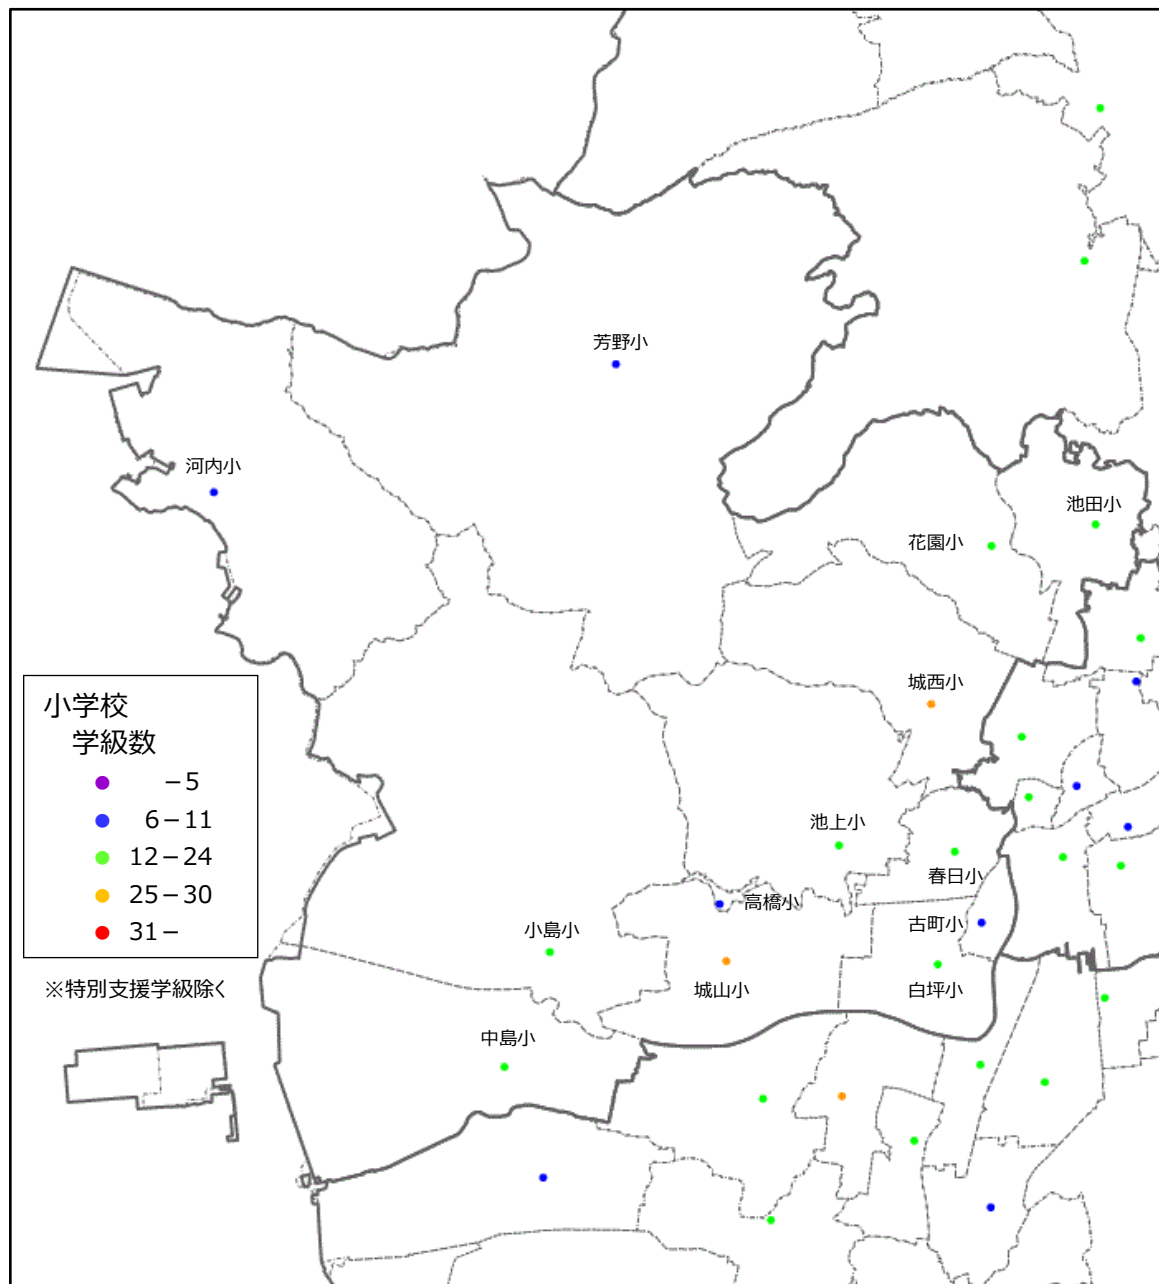 芳野小
河内小
池田小
花園小
城西小
池上小
春日小
高橋小
古町小
小島小
城山小
白坪小
中島小
小学校
学級数
－5
6－11
12－24
25－30
31－
※特別支援学級除く